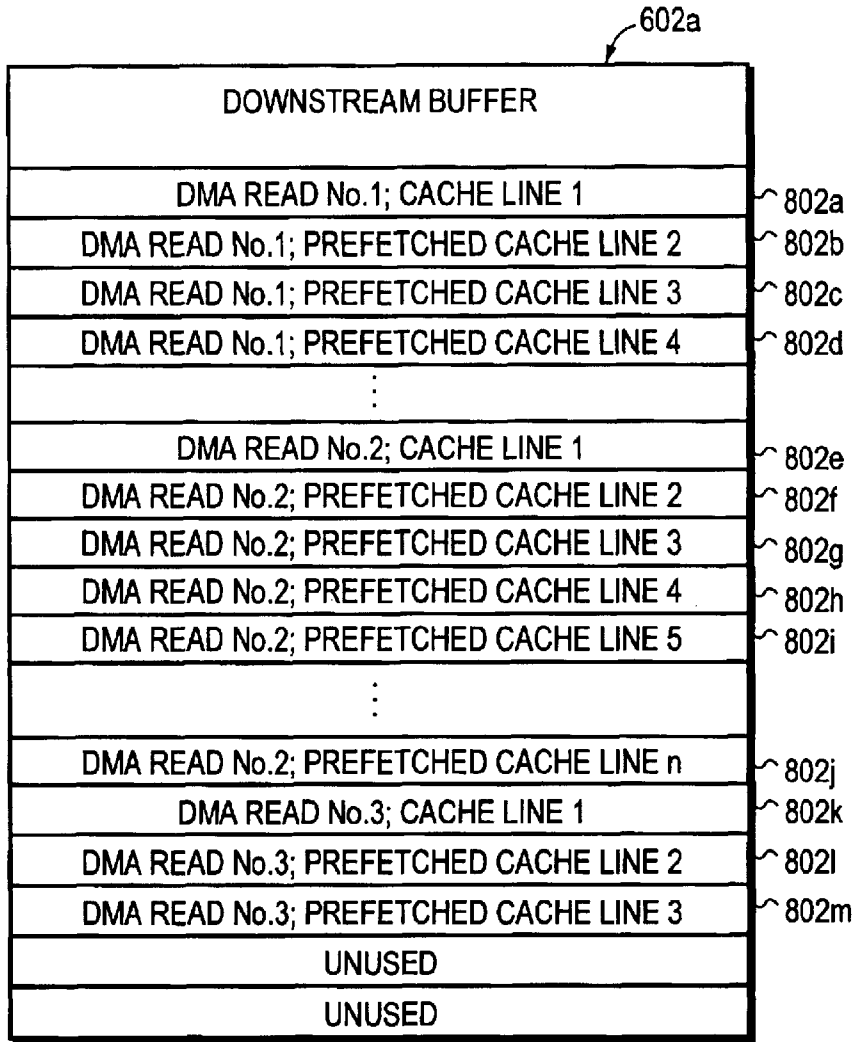 602a
DOWNSTREAM BUFFER
DMA READ No.1; CACHE LINE 1 802a
DMA READ No.1; PREFETCHED CACHE LINE 2 802b
DMA READ No.1; PREFETCHED CACHE LINE 3 802c
DMA READ No.1; PREFETCHED CACHE LINE 4 802d
⋮
DMA READ No.2; CACHE LINE 1 802e
DMA READ No.2; PREFETCHED CACHE LINE 2 802f
DMA READ No.2; PREFETCHED CACHE LINE 3 802g
DMA READ No.2; PREFETCHED CACHE LINE 4 802h
DMA READ No.2; PREFETCHED CACHE LINE 5 802i
⋮
DMA READ No.2; PREFETCHED CACHE LINE n 802j
DMA READ No.3; CACHE LINE 1 802k
DMA READ No.3; PREFETCHED CACHE LINE 2 802l
DMA READ No.3; PREFETCHED CACHE LINE 3 802m
UNUSED
UNUSED